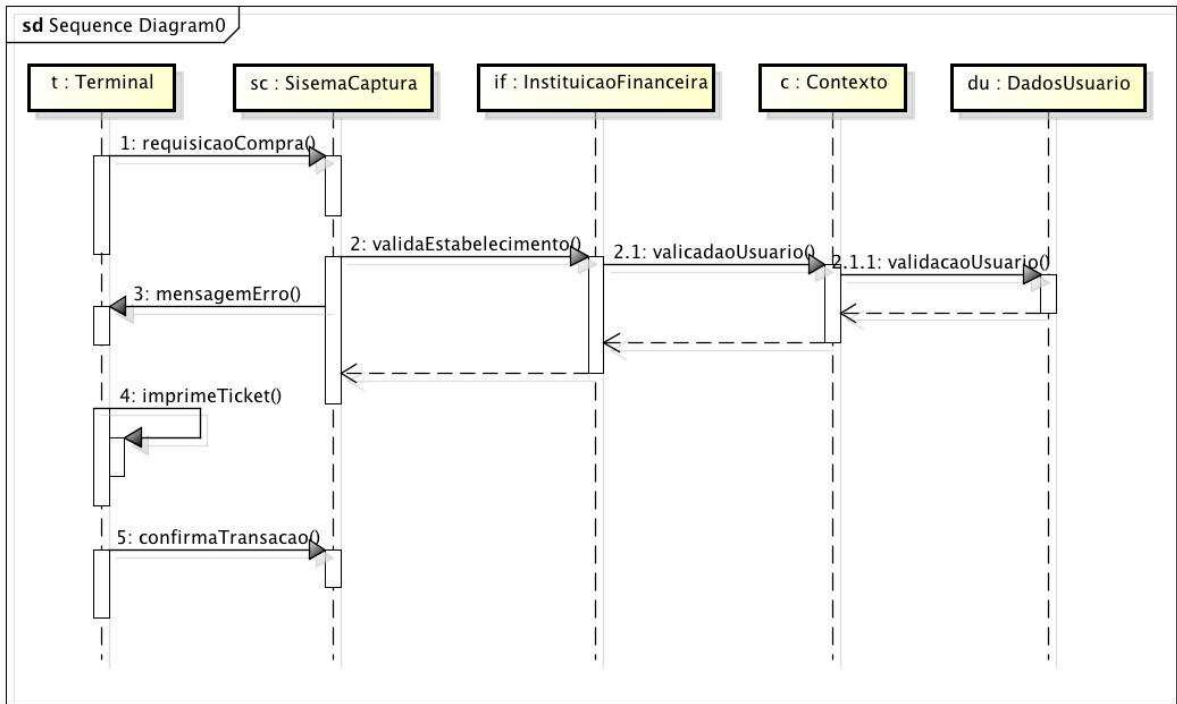 sd Sequence Diagram0
t : Terminal
sc : SisemaCaptura
if : InstituicaoFinanceira
c : Contexto
du : DadosUsuario
1: requisicaoCompra()
2: validaEstabelecimento()
2.1: valicadaoUsuario()
2.1.1: validacaoUsuario()
3: mensagemErro()
4: imprimeTicket()
5: confirmaTransacao()